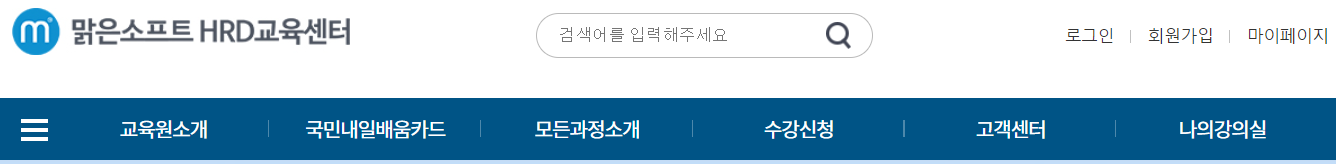 m 맑은소프트 HRD교육센터
검색어를 입력해주세요
로그인 회원가입 마이페이지
교육원소개 국민내일배움카드 모든과정소개 수강신청 고객센터 나의강의실